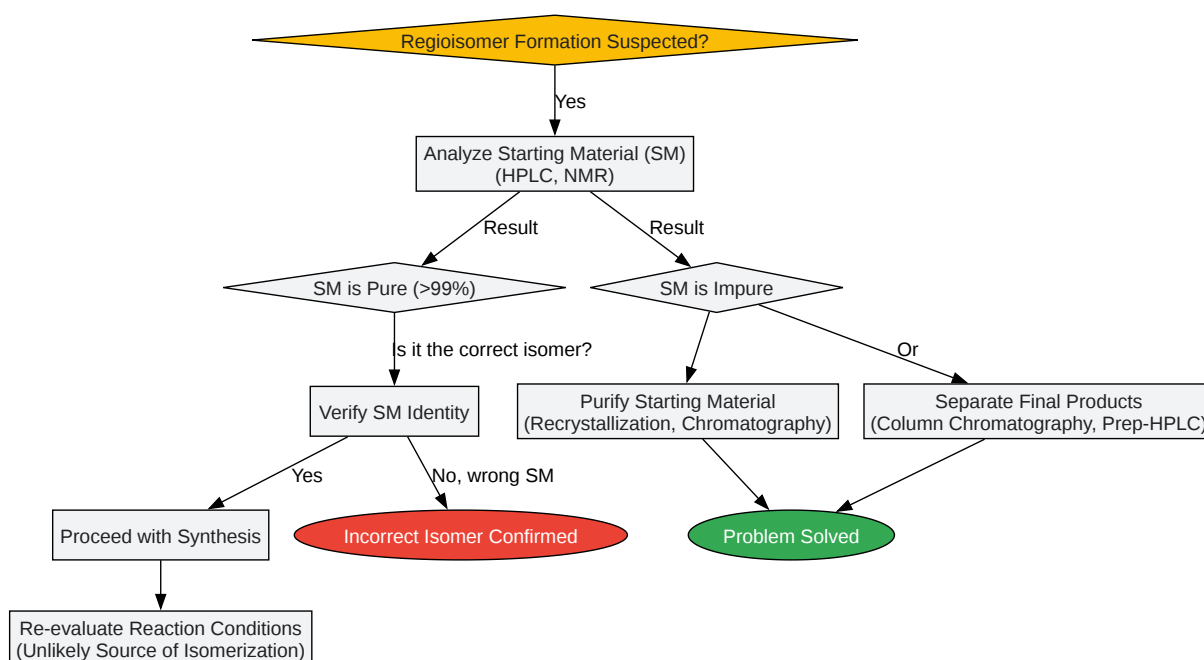 Regioisomer Formation Suspected?
Yes
Analyze Starting Material (SM)
(HPLC, NMR)
Result
Result
SM is Pure (>99%)
SM is Impure
Is it the correct isomer?
Or
Verify SM Identity
Purify Starting Material
(Recrystallization, Chromatography)
Separate Final Products
(Column Chromatography, Prep-HPLC)
Yes
No, wrong SM
Proceed with Synthesis
Incorrect Isomer Confirmed
Problem Solved
Re-evaluate Reaction Conditions
(Unlikely Source of Isomerization)